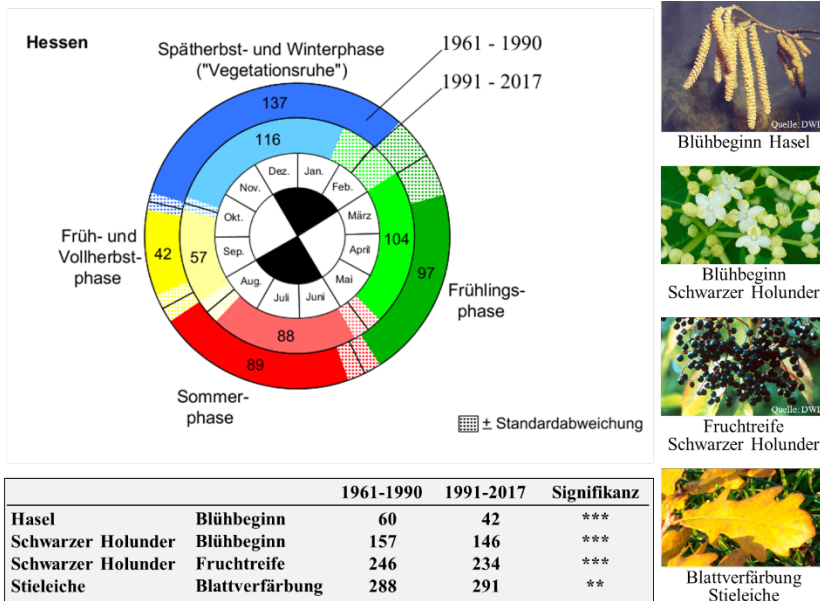 Hessen
Spätherbst- und Winterphase
("Vegetationsruhe")
1961 - 1990
1991 - 2017
137
116
Dez.
Jan.
Nov.
Feb.
Okt.
März
Sep.
April
Aug.
Mai
Juli
Juni
Früh- und
Vollherbst-
phase
42
57
104
97
Frühlings-
phase
88
89
Sommer-
phase
± Standardabweichung
Quelle: DWD
Blühbeginn Hasel
Blühbeginn
Schwarzer Holunder
Quelle: DWD
Fruchtreife
Schwarzer Holunder
Blattverfärbung
Stieleiche
1961-1990 1991-2017 Signifikanz
Hasel Blühbeginn 60 42 ***
Schwarzer Holunder Blühbeginn 157 146 ***
Schwarzer Holunder Fruchtreife 246 234 ***
Stieleiche Blattverfärbung 288 291 **